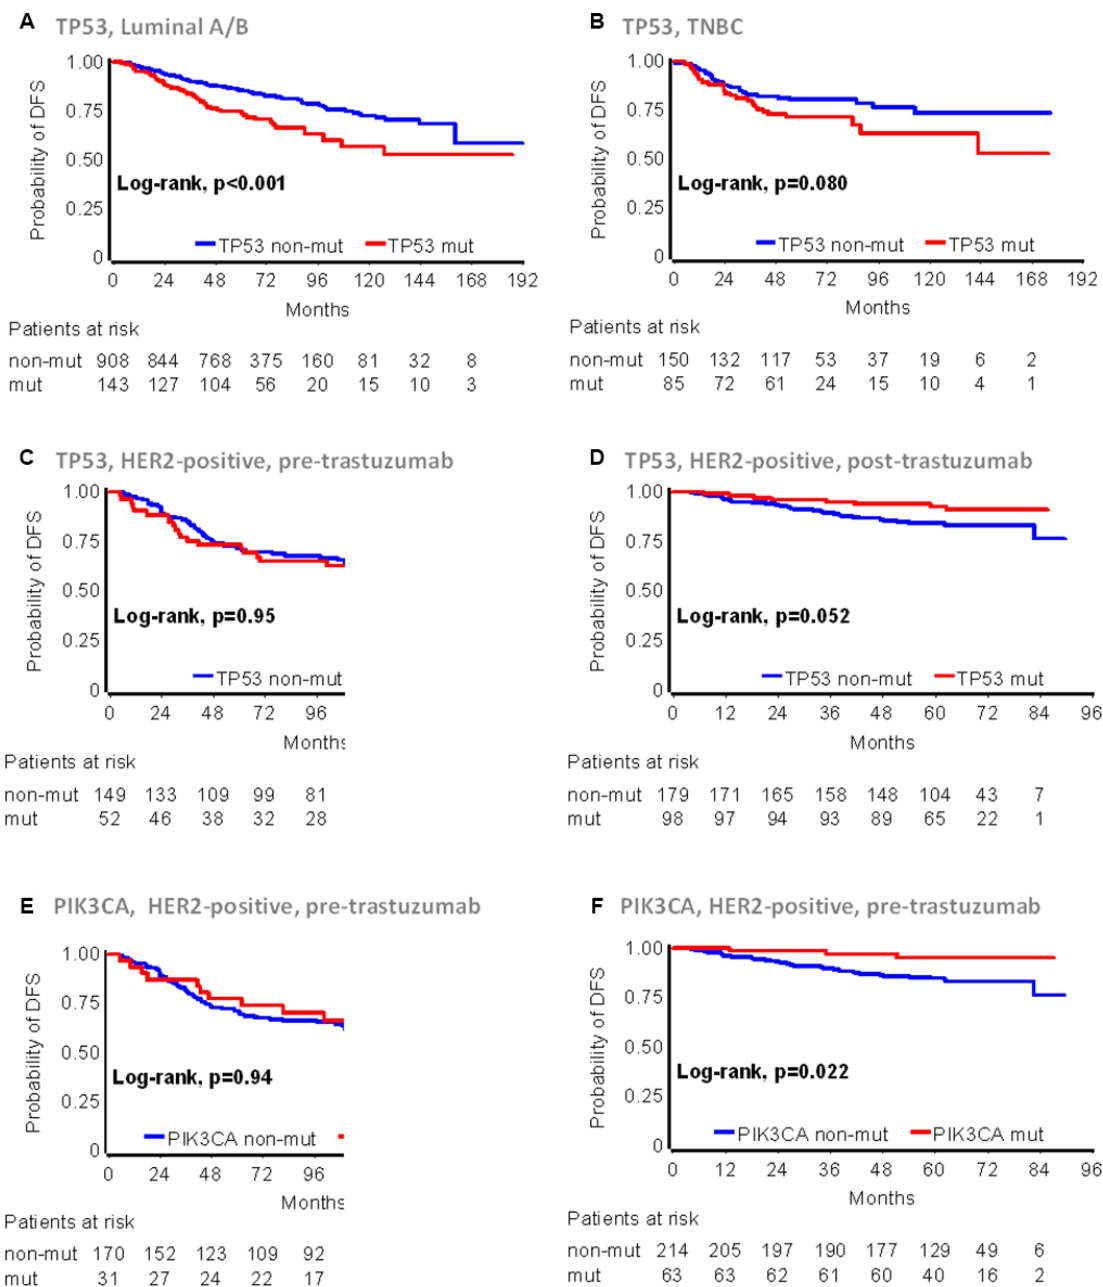 A TP53, Luminal A/B
1.00
0.75
0.50
0.25
0
Probability of DFS
Log-rank, p<0.001
TP53 non-mut TP53 mut
0 24 48 72 96 120 144 168 192
Months
Patients at risk
non-mut 908 844 768 375 160 81 32 8
mut 143 127 104 56 20 15 10 3
B TP53, TNBC
1.00
0.75
0.50
0.25
0
Probability of DFS
Log-rank, p=0.080
TP53 non-mut TP53 mut
0 24 48 72 96 120 144 168 192
Months
Patients at risk
non-mut 150 132 117 53 37 19 6 2
mut 85 72 61 24 15 10 4 1
C TP53, HER2-positive, pre-trastuzumab
1.00
0.75
0.50
0.25
0
Probability of DFS
Log-rank, p=0.95
TP53 non-mut
0 24 48 72 96
Months
Patients at risk
non-mut 149 133 109 99 81
mut 52 46 38 32 28
D TP53, HER2-positive, post-trastuzumab
1.00
0.75
0.50
0.25
0
Probability of DFS
Log-rank, p=0.052
TP53 non-mut TP53 mut
0 12 24 36 48 60 72 84 96
Months
Patients at risk
non-mut 179 171 165 158 148 104 43 7
mut 98 97 94 93 89 65 22 1
E PIK3CA, HER2-positive, pre-trastuzumab
1.00
0.75
0.50
0.25
0
Probability of DFS
Log-rank, p=0.94
PIK3CA non-mut
0 24 48 72 96
Months
Patients at risk
non-mut 170 152 123 109 92
mut 31 27 24 22 17
F PIK3CA, HER2-positive, pre-trastuzumab
1.00
0.75
0.50
0.25
0
Probability of DFS
Log-rank, p=0.022
PIK3CA non-mut PIK3CA mut
0 12 24 36 48 60 72 84 96
Months
Patients at risk
non-mut 214 205 197 190 177 129 49 6
mut 63 63 62 61 60 40 16 2